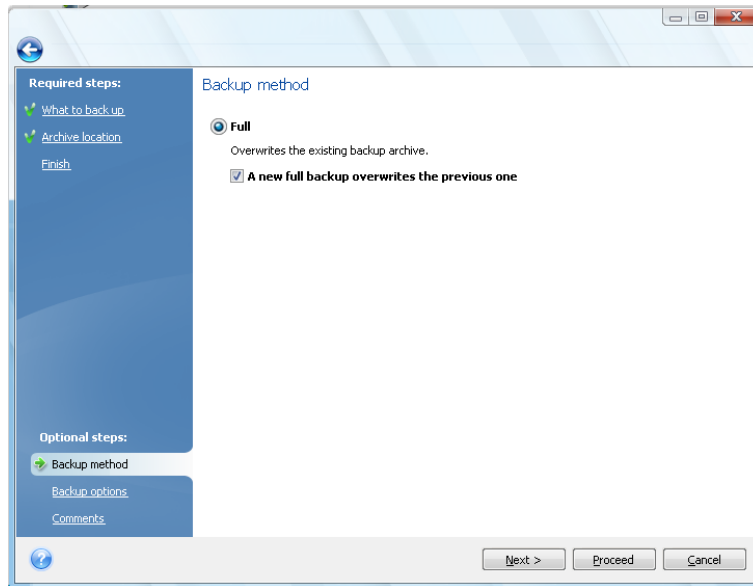 Required steps:
What to back up
Archive location
Finish
Backup method
Full
Overwrites the existing backup archive.
A new full backup overwrites the previous one
Optional steps:
Backup method
Backup options
Comments
Next >
Proceed
Cancel